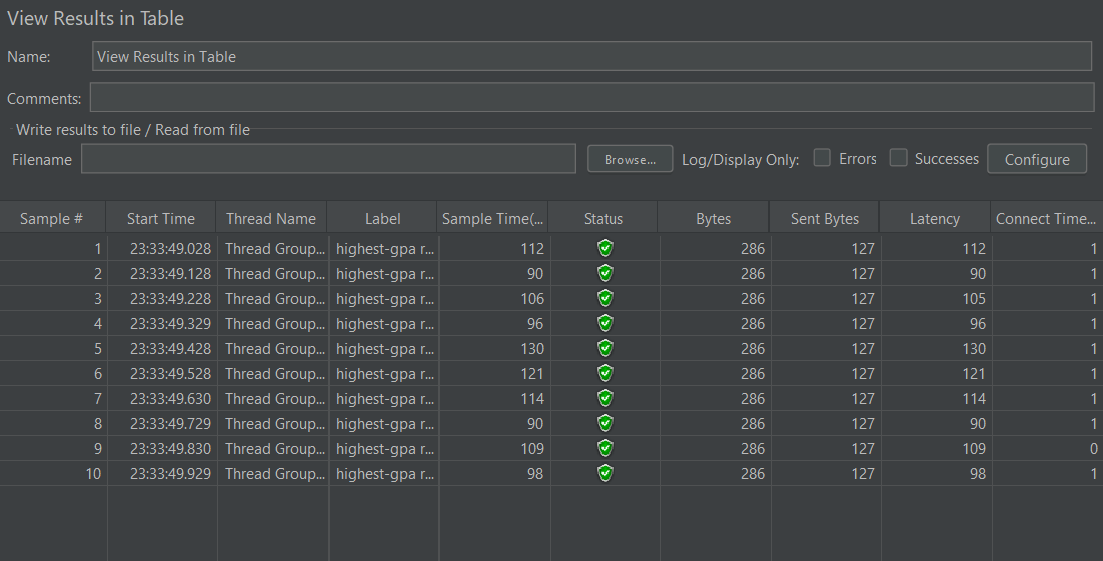 View Results in Table
Name: View Results in Table
Comments:
Write results to file / Read from file
Filename Browse... Log/Display Only: Errors Successes Configure
Sample # Start Time Thread Name Label Sample Time(... Status Bytes Sent Bytes Latency Connect Time...
1 23:33:49.028 Thread Group... highest-gpa r... 112 286 127 112 1
2 23:33:49.128 Thread Group... highest-gpa r... 90 286 127 90 1
3 23:33:49.228 Thread Group... highest-gpa r... 106 286 127 105 1
4 23:33:49.329 Thread Group... highest-gpa r... 96 286 127 96 1
5 23:33:49.428 Thread Group... highest-gpa r... 130 286 127 130 1
6 23:33:49.528 Thread Group... highest-gpa r... 121 286 127 121 1
7 23:33:49.630 Thread Group... highest-gpa r... 114 286 127 114 1
8 23:33:49.729 Thread Group... highest-gpa r... 90 286 127 90 1
9 23:33:49.830 Thread Group... highest-gpa r... 109 286 127 109 0
10 23:33:49.929 Thread Group... highest-gpa r... 98 286 127 98 1